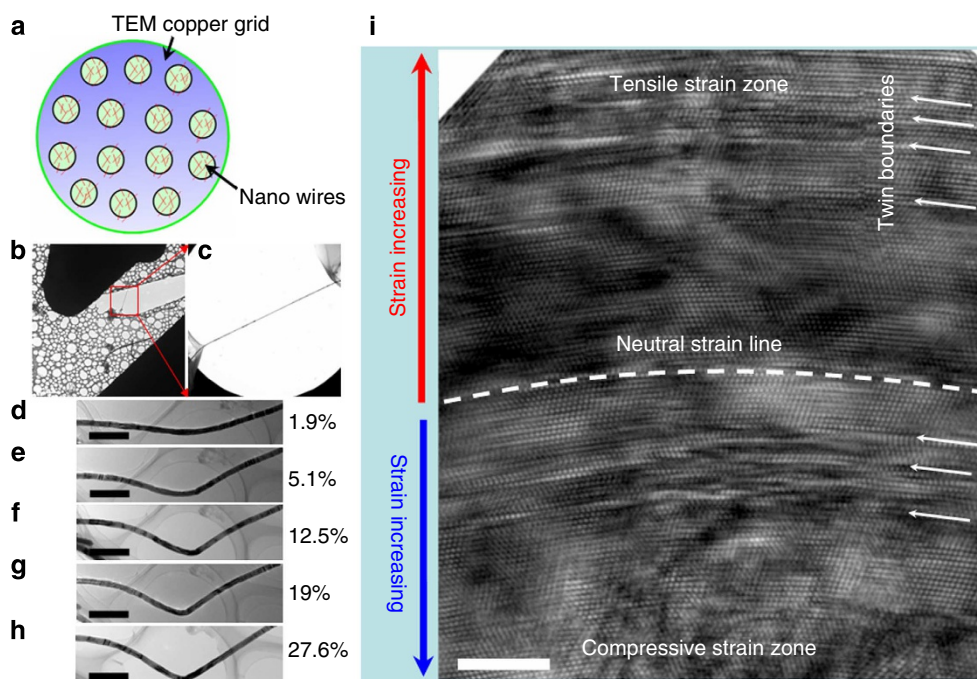 a
TEM copper grid
Nano wires
b
c
d
1.9%
e
5.1%
f
12.5%
g
19%
h
27.6%
i
Strain increasing
Strain increasing
Tensile strain zone
Twin boundaries
Neutral strain line
Compressive strain zone